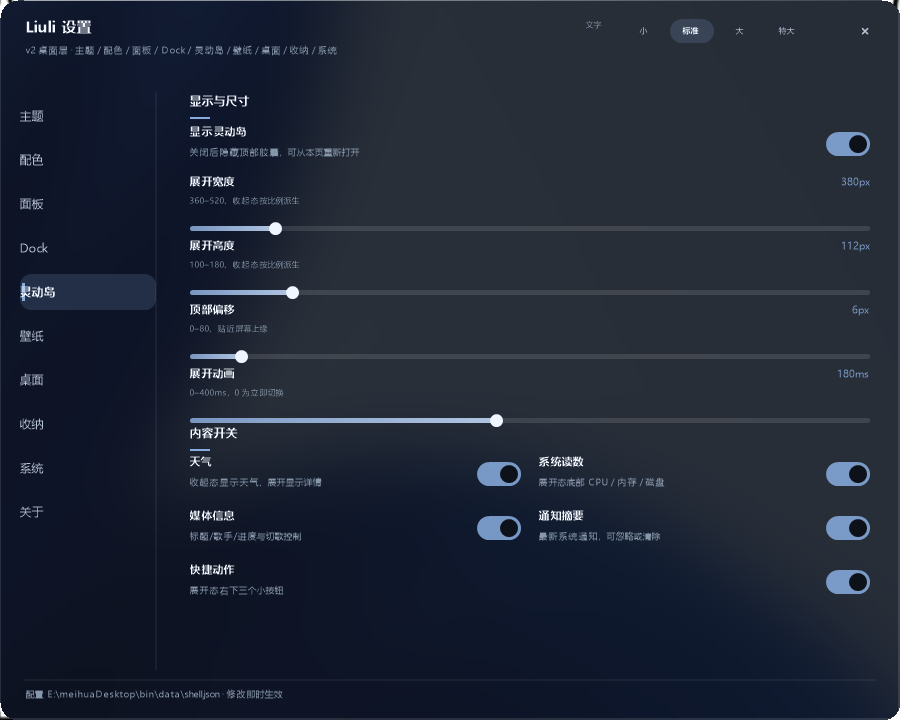 Liuli 设置
文字 小 标准 大 特大 ×
v2 桌面层 · 主题 / 配色 / 面板 / Dock / 灵动岛 / 壁纸 / 桌面 / 收纳 / 系统
主题
配色
面板
Dock
灵动岛
壁纸
桌面
收纳
系统
关于
显示与尺寸
显示灵动岛
关闭后隐藏顶部胶囊，可从本页重新打开
展开宽度 380px
360–520，收起态按比例派生
展开高度 112px
100–180，收起态按比例派生
顶部偏移 6px
0–80，贴近屏幕上缘
展开动画 180ms
0–400ms，0 为立即切换
内容开关
天气 系统读数
收起态显示天气，展开显示详情 展开态底部 CPU / 内存 / 磁盘
媒体信息 通知摘要
标题/歌手/进度与切歌控制 最新系统通知，可忽略或清除
快捷动作
展开态右下三个小按钮
配置 E:\meihuaDesktop\bin\data\shell.json · 修改即时生效